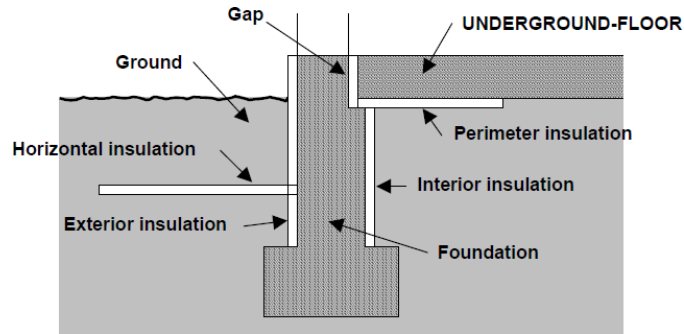 Gap
UNDERGROUND-FLOOR
Ground
Perimeter insulation
Horizontal insulation
Interior insulation
Exterior insulation
Foundation